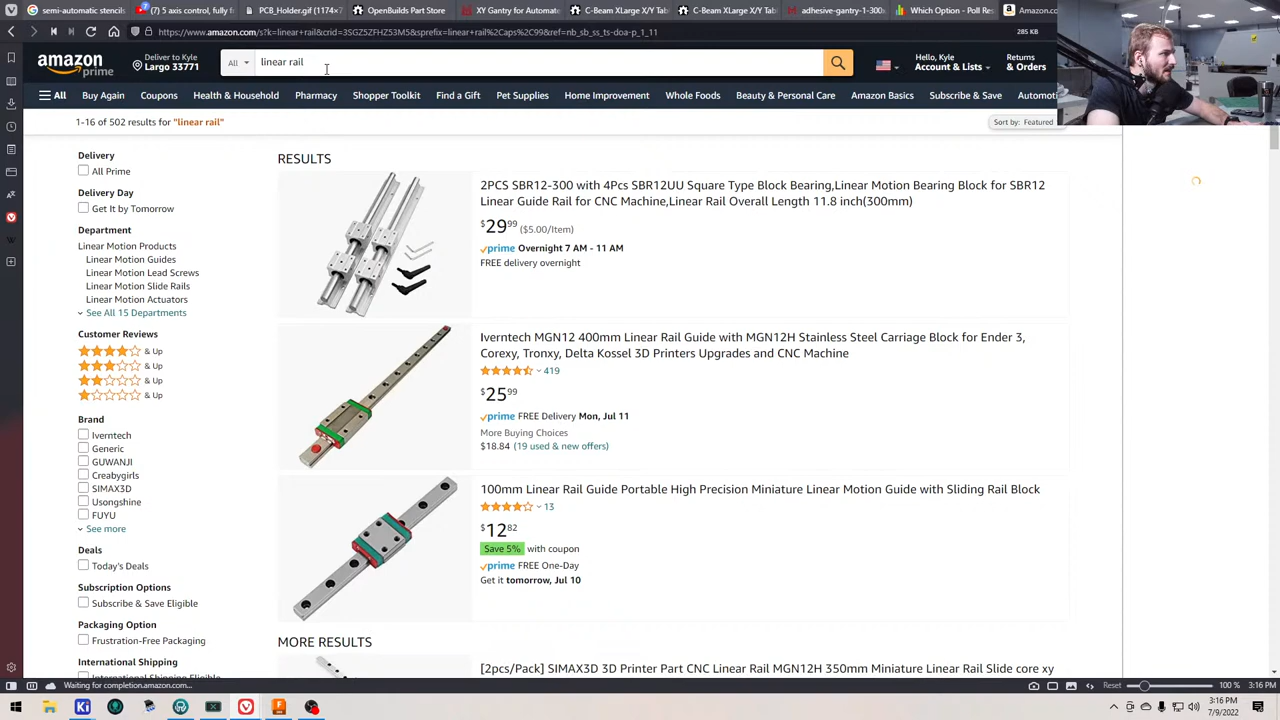 semi-automatic stencils
(7) 5 axis control, fully f
PCB_Holder.gif (1174×7
OpenBuilds Part Store
XY Gantry for Automate
C-Beam XLarge X/Y Tab
C-Beam XLarge X/Y Tab
adhesive-gantry-1.300
Which Option - Poll Res
Amazon.co
https://www.amazon.com/s?k=linear+rail&crid=3SGZ5ZFHZ53M5&sprefix=linear+rail%2Caps%2C99&ref=nb_sb_ss_ts-doa-p_1_11
285 KB
amazon
prime
Deliver to Kyle
Largo 33771
All
linear rail
Hello, Kyle
Account & Lists
Returns
& Orders
All
Buy Again
Coupons
Health & Household
Pharmacy
Shopper Toolkit
Find a Gift
Pet Supplies
Home Improvement
Whole Foods
Beauty & Personal Care
Amazon Basics
Subscribe & Save
Automoti
1-16 of 502 results for "linear rail"
Sort by: Featured
Delivery
All Prime
Delivery Day
Get It by Tomorrow
Department
Linear Motion Products
Linear Motion Guides
Linear Motion Lead Screws
Linear Motion Slide Rails
Linear Motion Actuators
See All 15 Departments
Customer Reviews
& Up
& Up
& Up
& Up
Brand
Iverntech
Generic
GUWANJI
Creabygirls
SIMAX3D
Usongshine
FUYU
See more
Deals
Today's Deals
Subscription Options
Subscribe & Save Eligible
Packaging Option
Frustration-Free Packaging
International Shipping
International Shipping Eligible
RESULTS
2PCS SBR12-300 with 4Pcs SBR12UU Square Type Block Bearing,Linear Motion Bearing Block for SBR12
Linear Guide Rail for CNC Machine,Linear Rail Overall Length 11.8 inch(300mm)
$29 99 ($5.00/Item)
prime Overnight 7 AM - 11 AM
FREE delivery overnight
Iverntech MGN12 400mm Linear Rail Guide with MGN12H Stainless Steel Carriage Block for Ender 3,
Corexy, Tronxy, Delta Kossel 3D Printers Upgrades and CNC Machine
419
$25 99
prime FREE Delivery Mon, Jul 11
More Buying Choices
$18.84 (19 used & new offers)
100mm Linear Rail Guide Portable High Precision Miniature Linear Motion Guide with Sliding Rail Block
13
$12 82
Save 5% with coupon
prime FREE One-Day
Get it tomorrow, Jul 10
MORE RESULTS
[2pcs/Pack] SIMAX3D 3D Printer Part CNC Linear Rail MGN12H 350mm Miniature Linear Rail Slide core xy
Waiting for completion.amazon.com...
Reset
100 %
3:16 PM
3:16 PM
7/9/2022